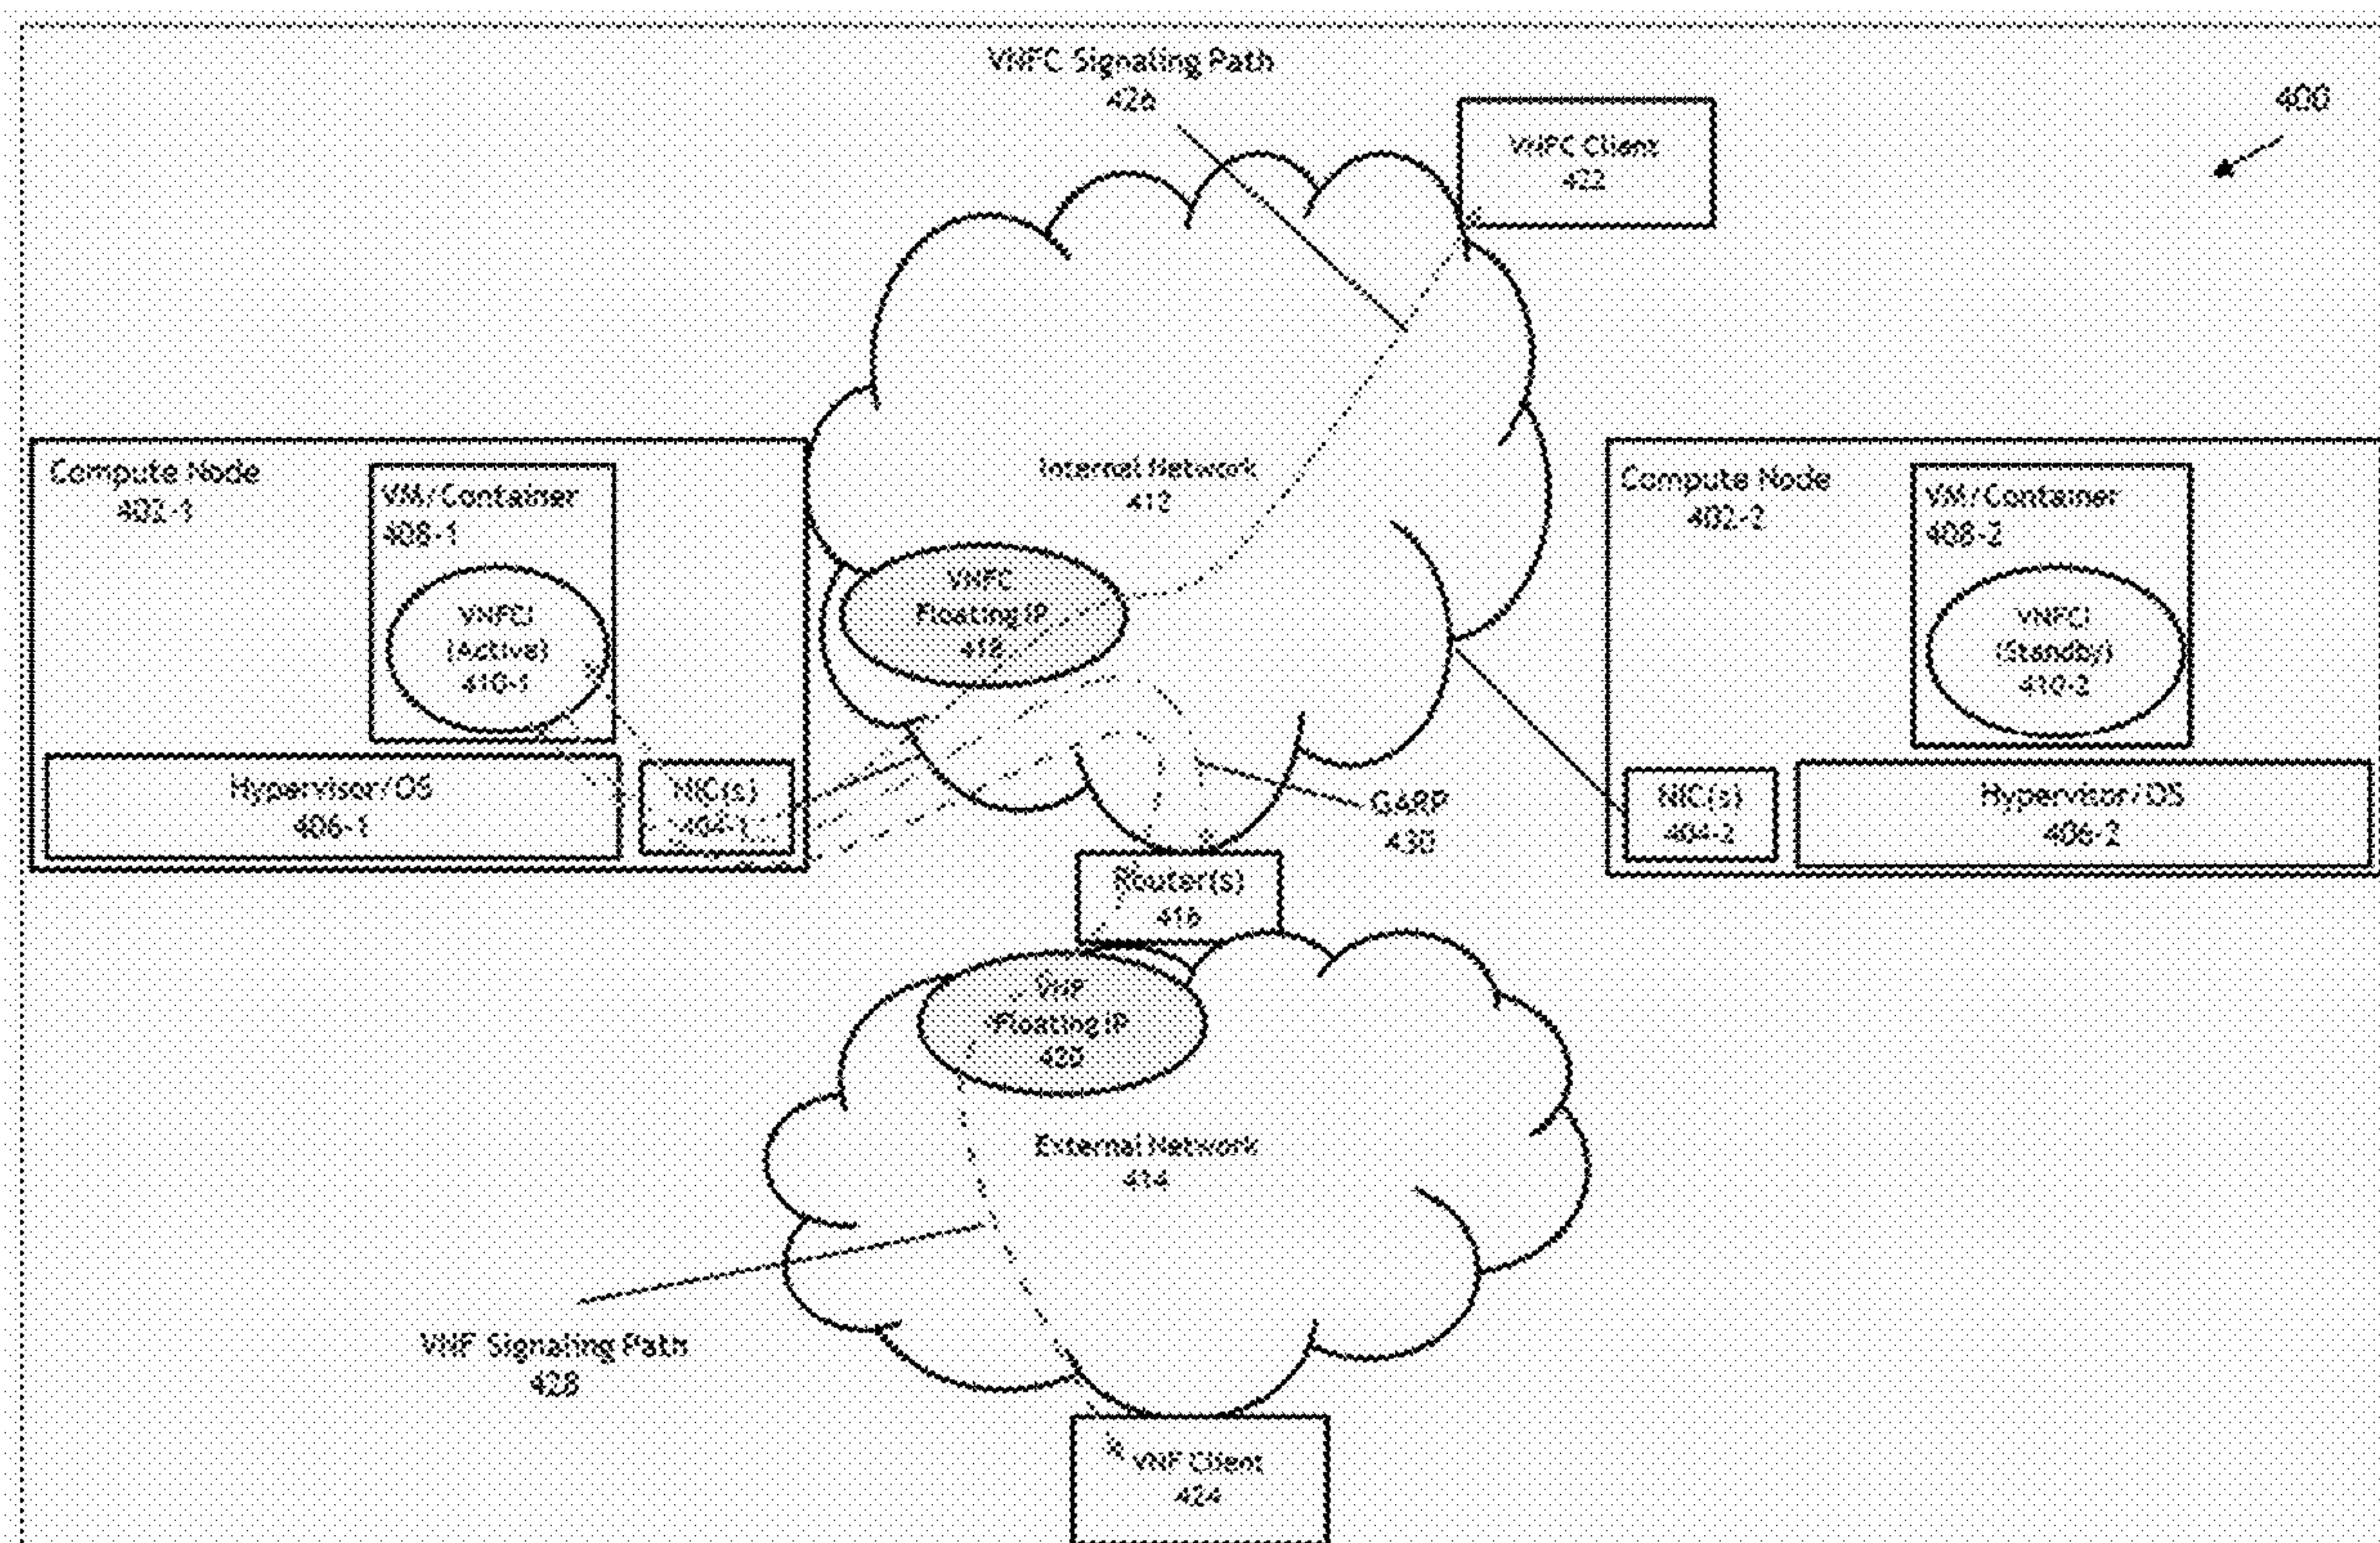 VNFC Signaling Path
426
400
VNFC Client
422
Compute Node
402-1
VM/Container
408-1
VNFCI
(Active)
410-1
Hypervisor/OS
406-1
NIC(s)
404-1
Internal Network
412
VNFC
Floating IP
418
GARP
430
Compute Node
402-2
VM/Container
408-2
VNFCI
(Standby)
410-2
NIC(s)
404-2
Hypervisor/OS
406-2
Router(s)
416
VNF
Floating IP
420
External Network
414
VNF Signaling Path
428
VNF Client
424